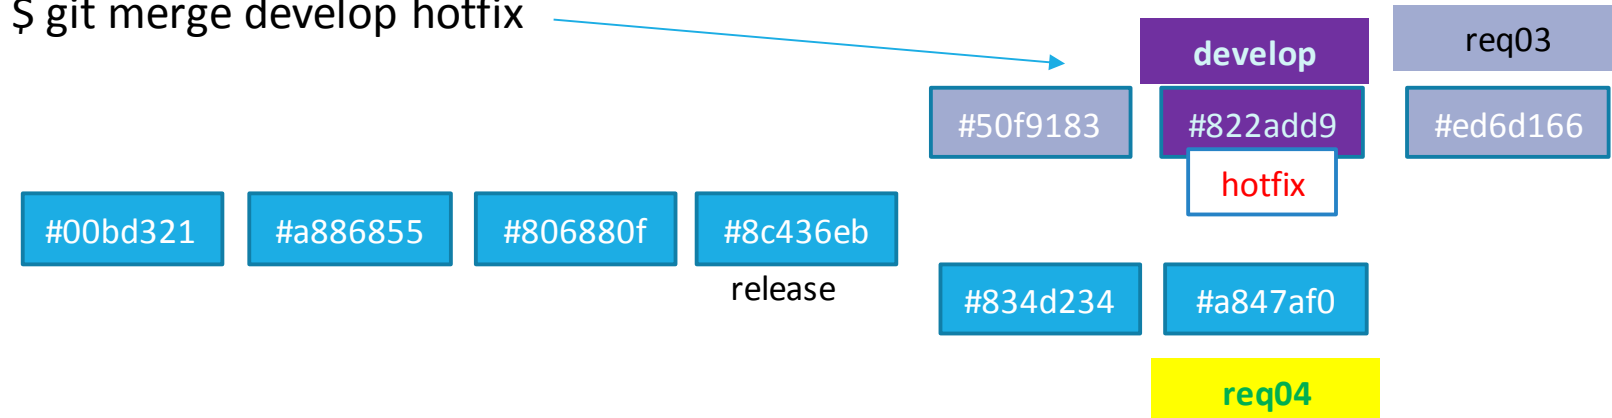 $ git merge develop hotfix
develop
req03
#50f9183
#822add9
#ed6d166
hotfix
#00bd321
#a886855
#806880f
#8c436eb
release
#834d234
#a847af0
req04